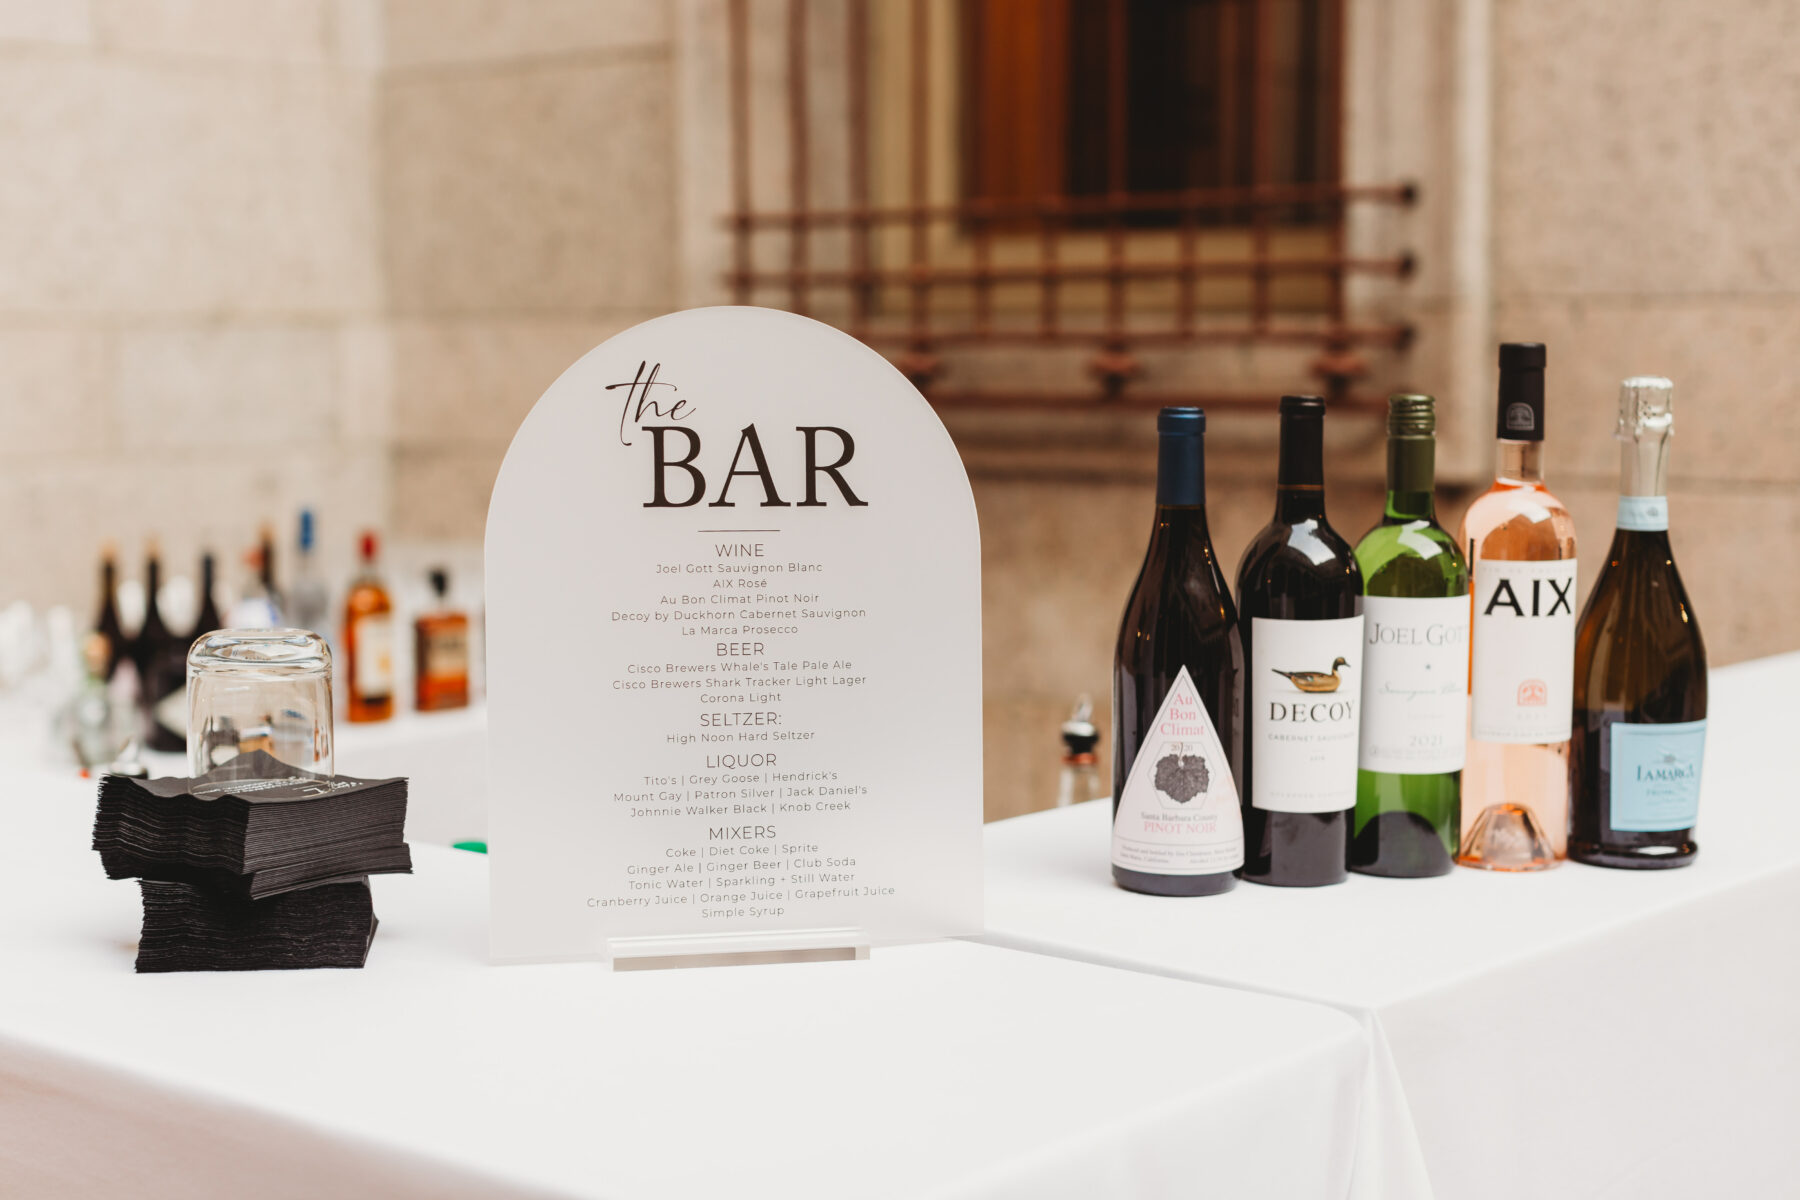 the
BAR
WINE
Joel Gott Sauvignon Blanc
AIX Rosé
Au Bon Climat Pinot Noir
Decoy by Duckhorn Cabernet Sauvignon
La Marca Prosecco
BEER
Cisco Brewers Whale's Tale Pale Ale
Cisco Brewers Shark Tracker Light Lager
Corona Light
SELTZER:
High Noon Hard Seltzer
LIQUOR
Tito's | Grey Goose | Hendrick's
Mount Gay | Patron Silver | Jack Daniel's
Johnnie Walker Black | Knob Creek
MIXERS
Coke | Diet Coke | Sprite
Ginger Ale | Ginger Beer | Club Soda
Tonic Water | Sparkling + Still Water
Cranberry Juice | Orange Juice | Grapefruit Juice
Simple Syrup
Au
Bon
Climat
2020
Santa Barbara County
PINOT NOIR
DECOY
CABERNET SAUVIGNON
JOEL GOTT
Sauvignon Blanc
2021
AIX
LAMARCA